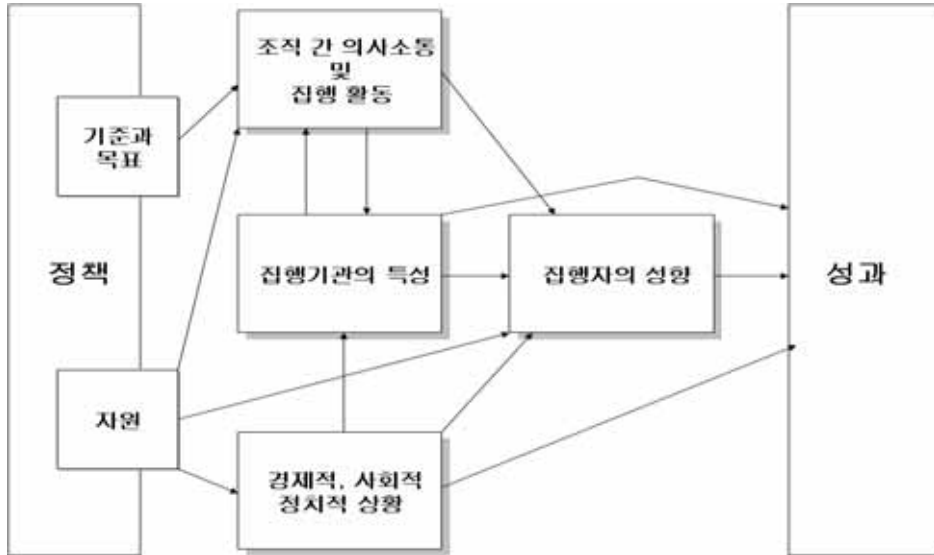 조직 간 의사소통
및
집행 활동
기준과
목표
정책
집행기관의 특성
집행자의 성향
성과
자원
경제적, 사회적
정치적 상황